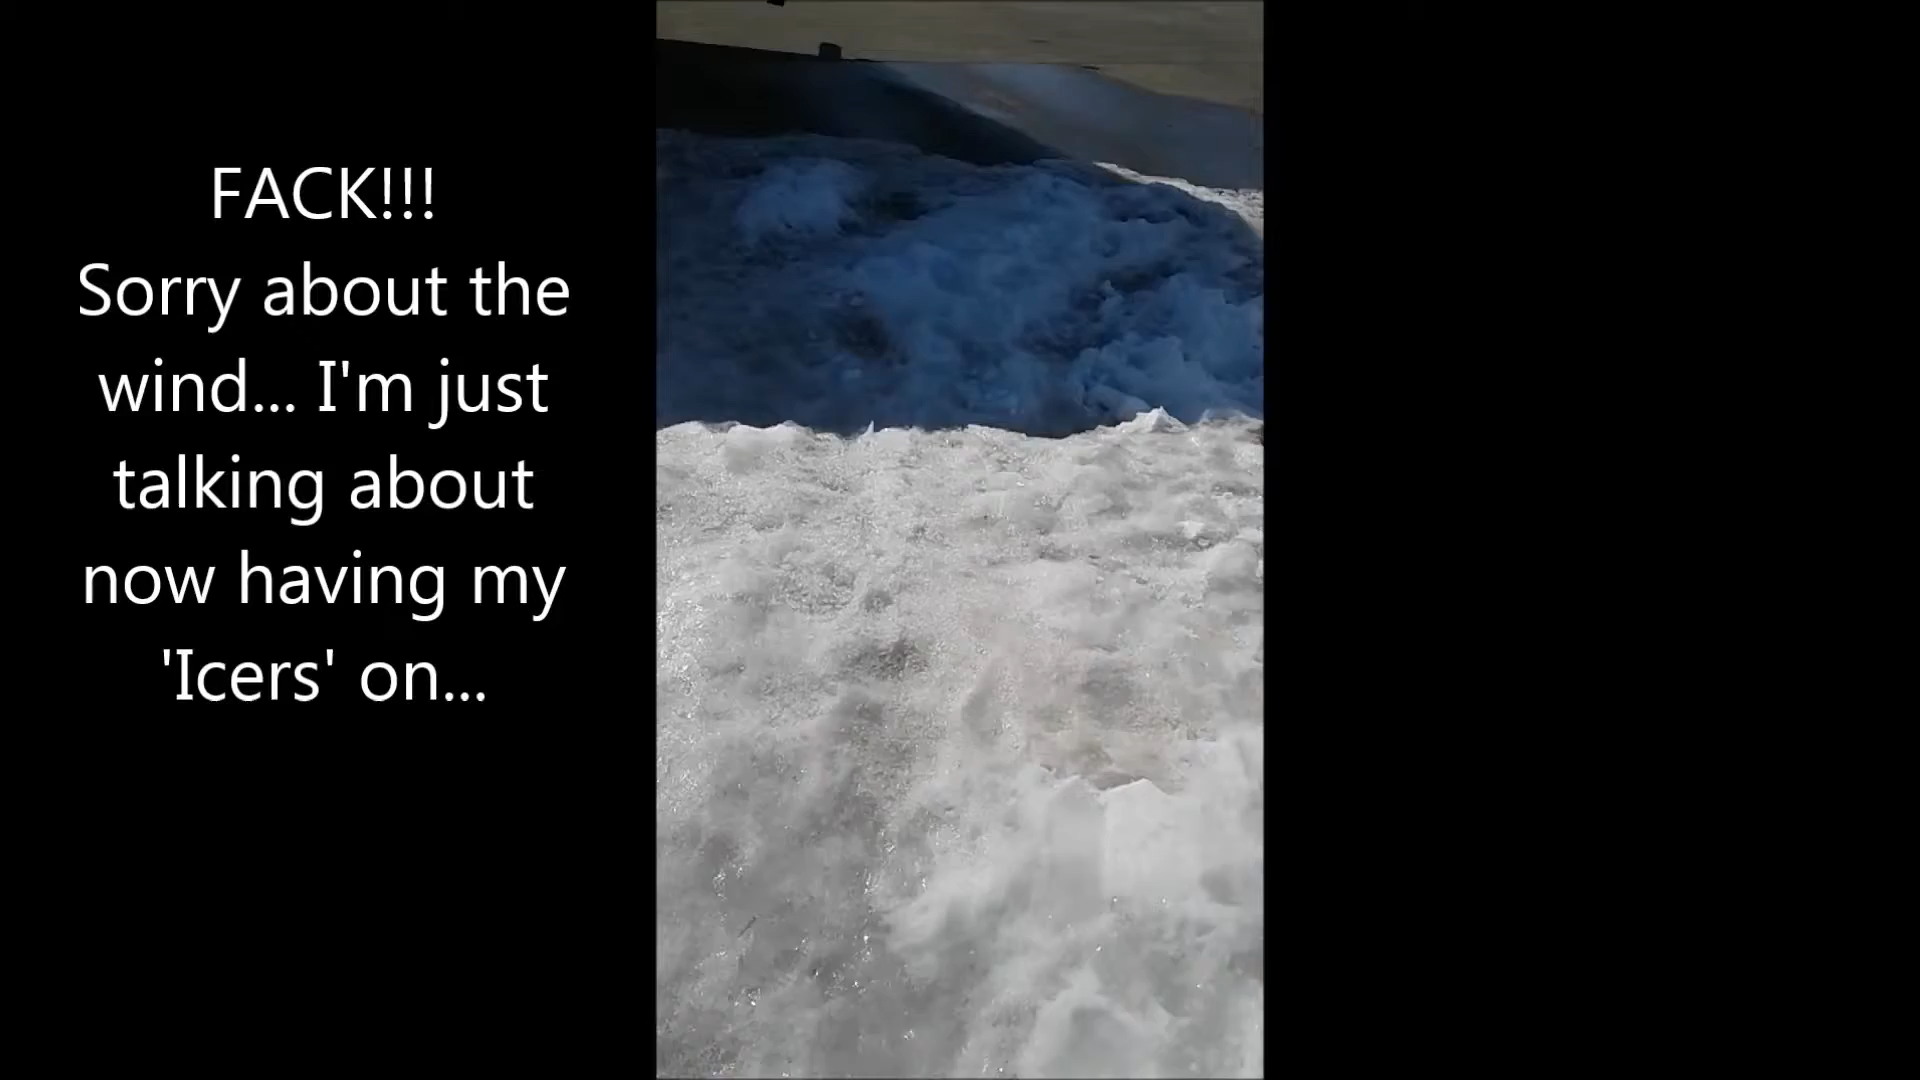 FACK!!!
Sorry about the
wind... I'm just
talking about
now having my
'Icers' on...